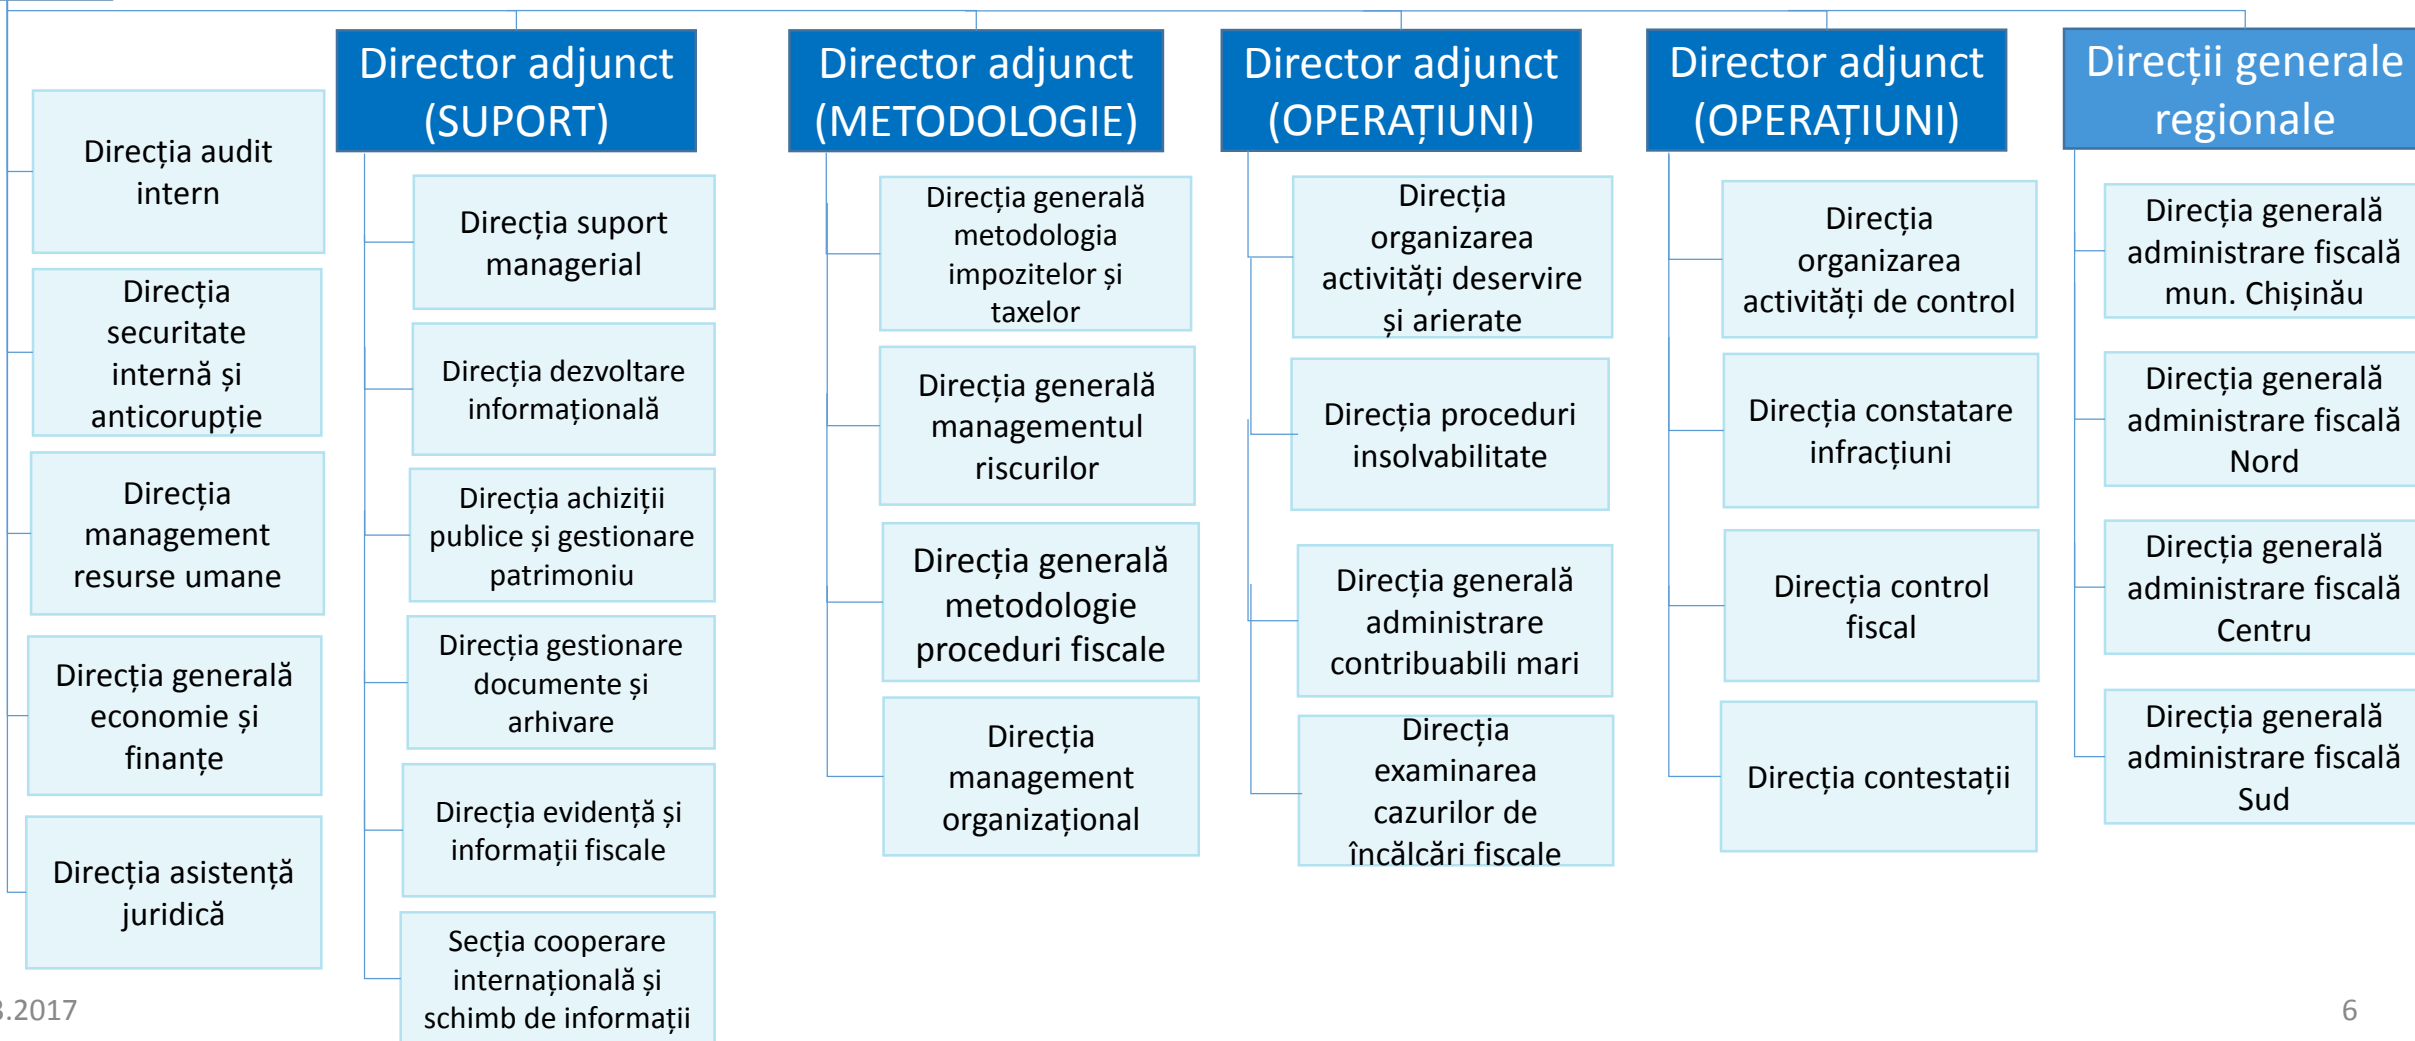 Direcția audit
intern
Direcția
securitate
internă și
anticorupție
Direcția
management
resurse umane
Direcția generală
economie și
finanțe
Direcția asistență
juridică
Director adjunct
(SUPORT)
Direcția suport
managerial
Direcția dezvoltare
informațională
Direcția achiziții
publice și gestionare
patrimoniu
Direcția gestionare
documente și
arhivare
Direcția evidență și
informații fiscale
Secția cooperare
internațională și
schimb de informații
Director adjunct
(METODOLOGIE)
Direcția generală
metodologia
impozitelor și
taxelor
Direcția generală
managementul
riscurilor
Direcția generală
metodologie
proceduri fiscale
Direcția
management
organizațional
Director adjunct
(OPERAȚIUNI)
Direcția
organizarea
activități deservire
și arierate
Direcția proceduri
insolvabilitate
Direcția generală
administrare
contribuabili mari
Direcția
examinarea
cazurilor de
încălcări fiscale
Director adjunct
(OPERAȚIUNI)
Direcția
organizarea
activități de control
Direcția constatare
infracțiuni
Direcția control
fiscal
Direcția contestații
Direcții generale
regionale
Direcția generală
administrare fiscală
mun. Chișinău
Direcția generală
administrare fiscală
Nord
Direcția generală
administrare fiscală
Centru
Direcția generală
administrare fiscală
Sud
.2017
6